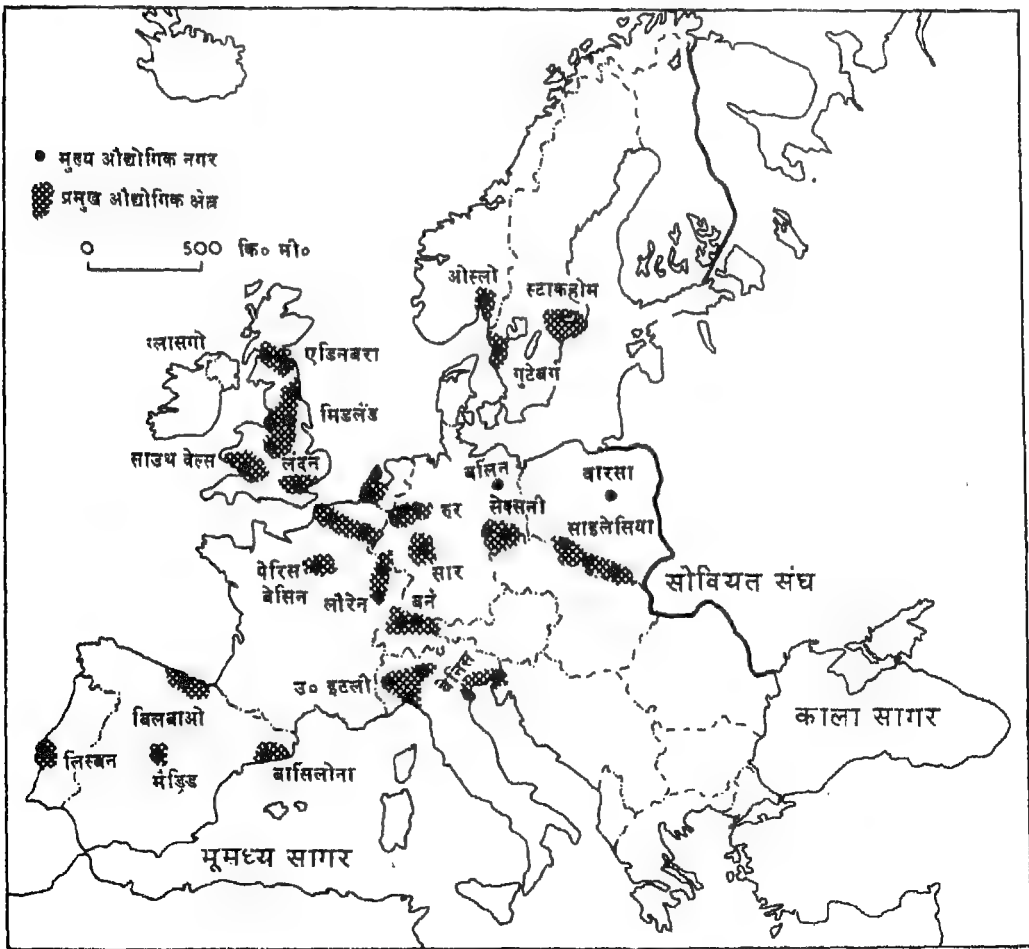 मुख्य औद्योगिक नगर
प्रमुख औद्योगिक क्षेत्र
0 500 कि० मी०
ओस्लो
स्टाकहोम
ग्लासगो
एडिनबरा
गुटेबर्ग
मिडलैंड
साउथ वेल्स
लंदन
बर्लिन
वारसा
रुर
सेक्सनी
साइलेसिया
पेरिस
बेसिन
सार
सोवियत संघ
लौरेन
बर्न
उ० इटली
वेनिस
काला सागर
बिलबाओ
लिस्बन
मैड्रिड
बार्सिलोना
भूमध्य सागर